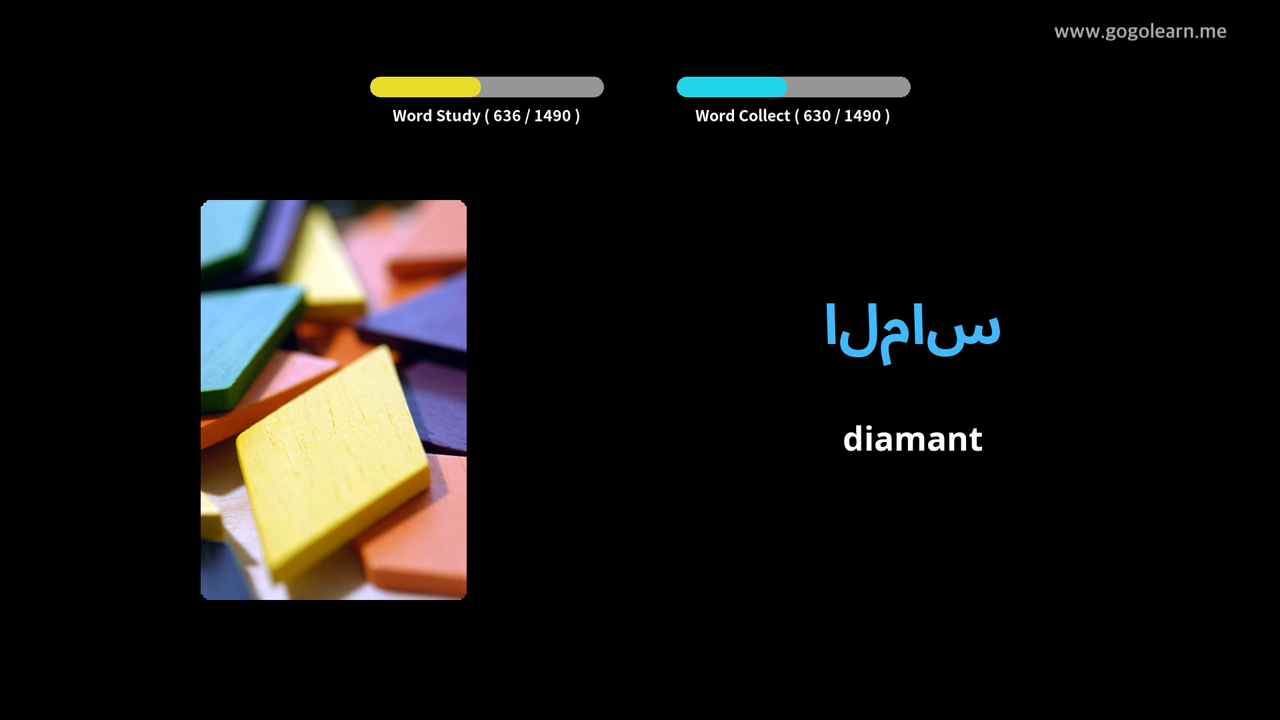 www.gogolearn.me
Word Study ( 636 / 1490 )
Word Collect ( 630 / 1490 )
الماس
diamant